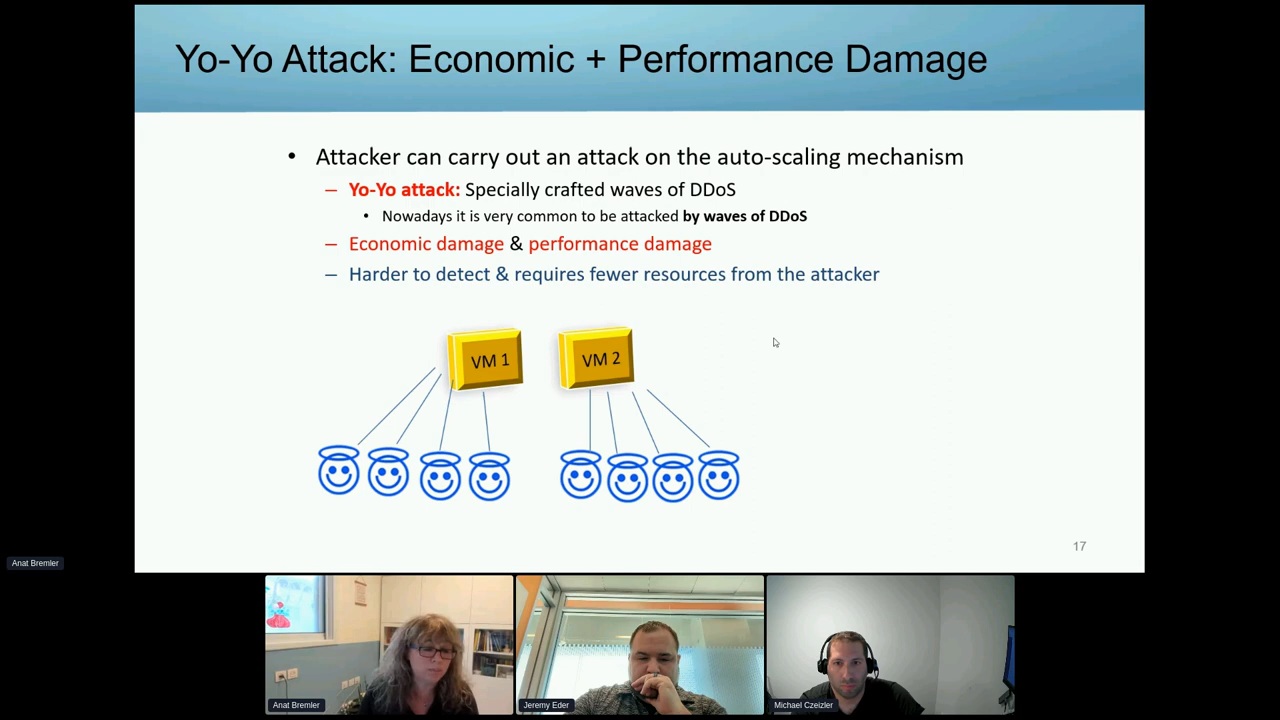 Yo-Yo Attack: Economic + Performance Damage
• Attacker can carry out an attack on the auto-scaling mechanism
– Yo-Yo attack: Specially crafted waves of DDoS
• Nowadays it is very common to be attacked by waves of DDoS
– Economic damage & performance damage
– Harder to detect & requires fewer resources from the attacker
VM 1
VM 2
17
Anat Bremler
Anat Bremler
Jeremy Eder
Michael Czeizler